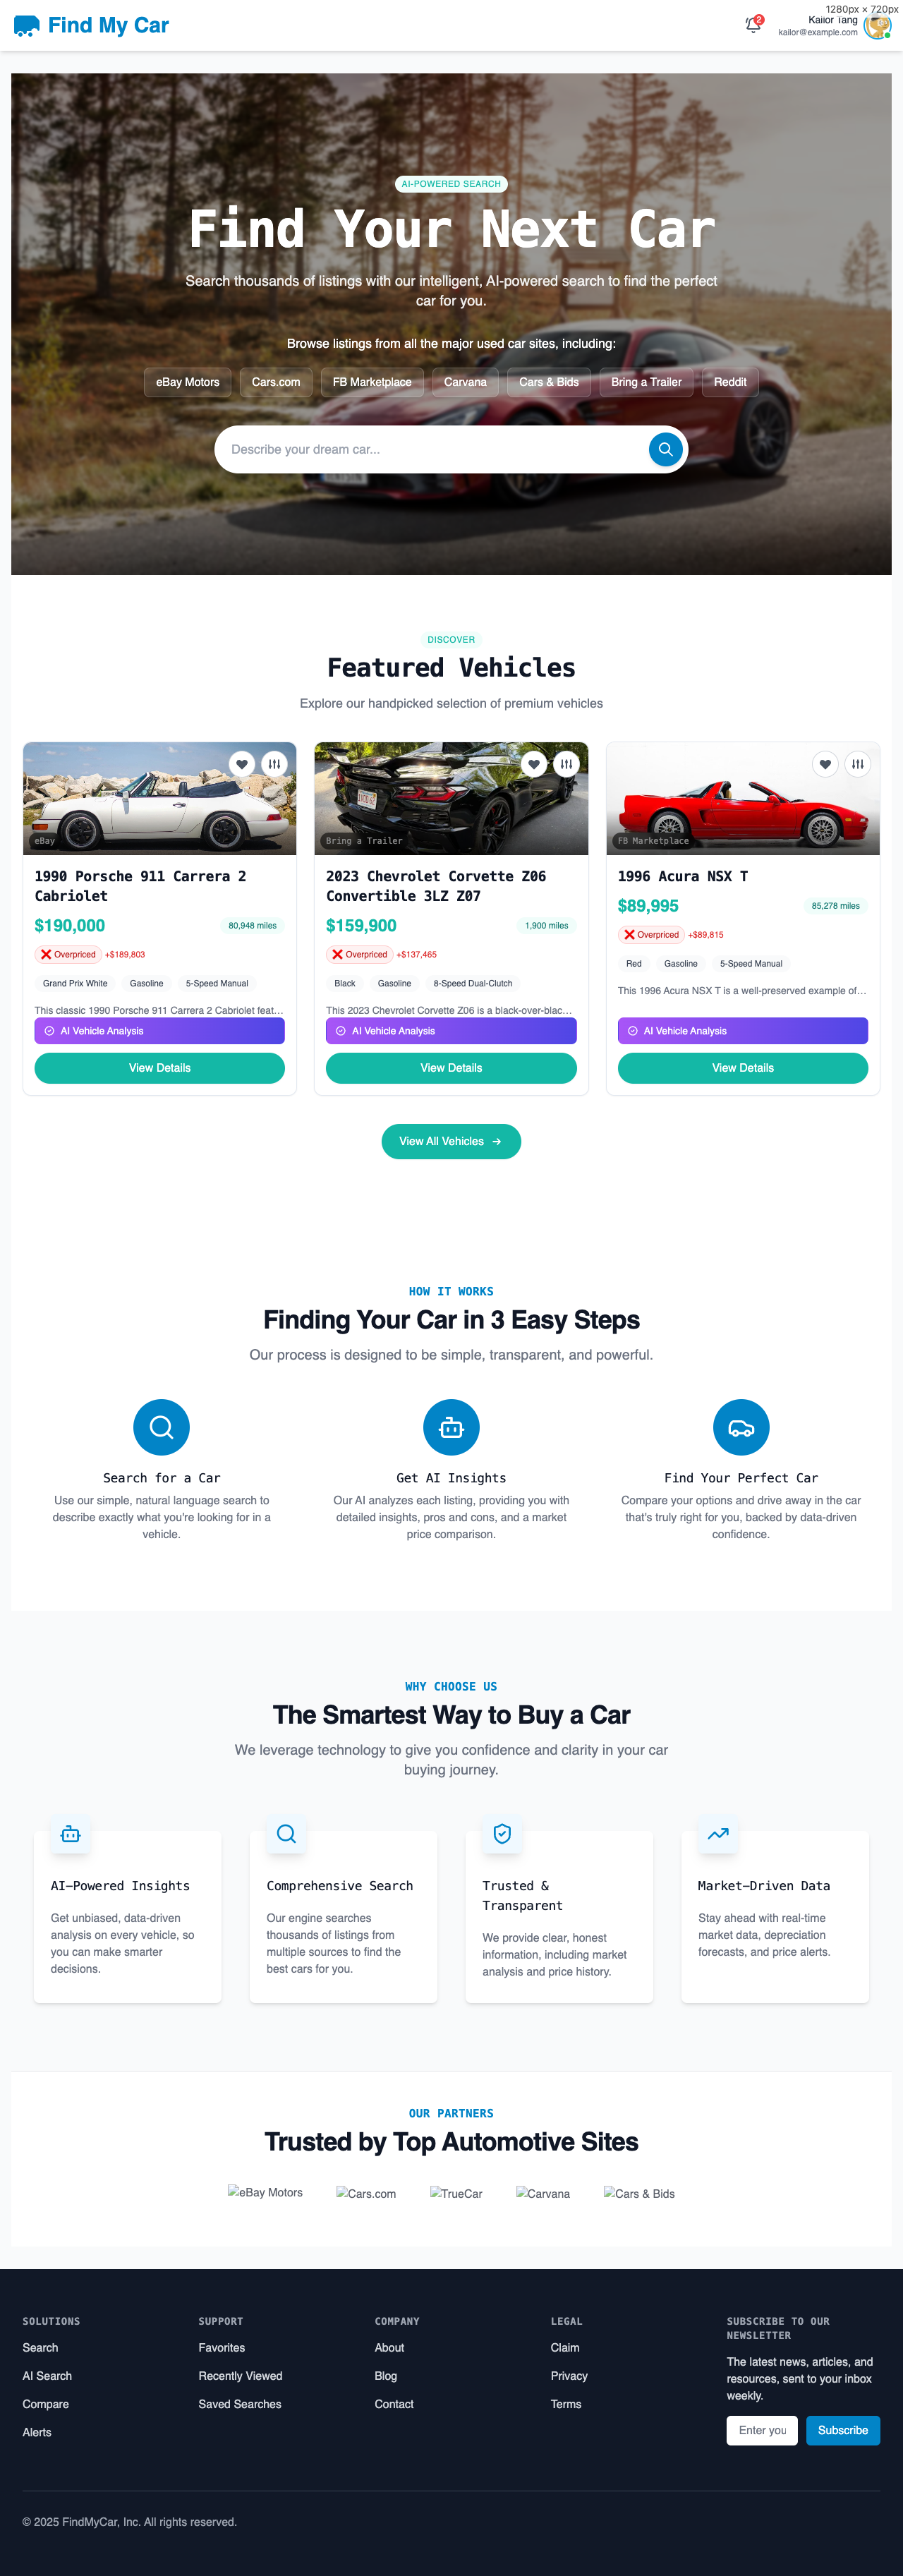 Find My Car
1280px × 720px
2
Kailor Tang
kailor@example.com
AI-POWERED SEARCH
Find Your Next Car
Search thousands of listings with our intelligent, AI-powered search to find the perfect
car for you.
Browse listings from all the major used car sites, including:
eBay Motors Cars.com FB Marketplace Carvana Cars & Bids Bring a Trailer Reddit
Describe your dream car...
DISCOVER
Featured Vehicles
Explore our handpicked selection of premium vehicles
eBay
1990 Porsche 911 Carrera 2
Cabriolet
$190,000 80,948 miles
❌ Overpriced +$189,803
Grand Prix White Gasoline 5-Speed Manual
This classic 1990 Porsche 911 Carrera 2 Cabriolet feat…
AI Vehicle Analysis
View Details
Bring a Trailer
2023 Chevrolet Corvette Z06
Convertible 3LZ Z07
$159,900 1,900 miles
❌ Overpriced +$137,465
Black Gasoline 8-Speed Dual-Clutch
This 2023 Chevrolet Corvette Z06 is a black-over-blac…
AI Vehicle Analysis
View Details
FB Marketplace
1996 Acura NSX T
$89,995 85,278 miles
❌ Overpriced +$89,815
Red Gasoline 5-Speed Manual
This 1996 Acura NSX T is a well-preserved example of…
AI Vehicle Analysis
View Details
View All Vehicles →
HOW IT WORKS
Finding Your Car in 3 Easy Steps
Our process is designed to be simple, transparent, and powerful.
Search for a Car
Use our simple, natural language search to
describe exactly what you're looking for in a
vehicle.
Get AI Insights
Our AI analyzes each listing, providing you with
detailed insights, pros and cons, and a market
price comparison.
Find Your Perfect Car
Compare your options and drive away in the car
that's truly right for you, backed by data-driven
confidence.
WHY CHOOSE US
The Smartest Way to Buy a Car
We leverage technology to give you confidence and clarity in your car
buying journey.
AI-Powered Insights
Get unbiased, data-driven
analysis on every vehicle, so
you can make smarter
decisions.
Comprehensive Search
Our engine searches
thousands of listings from
multiple sources to find the
best cars for you.
Trusted &
Transparent
We provide clear, honest
information, including market
analysis and price history.
Market-Driven Data
Stay ahead with real-time
market data, depreciation
forecasts, and price alerts.
OUR PARTNERS
Trusted by Top Automotive Sites
eBay Motors Cars.com TrueCar Carvana Cars & Bids
SOLUTIONS
Search
AI Search
Compare
Alerts
SUPPORT
Favorites
Recently Viewed
Saved Searches
COMPANY
About
Blog
Contact
LEGAL
Claim
Privacy
Terms
SUBSCRIBE TO OUR
NEWSLETTER
The latest news, articles, and
resources, sent to your inbox
weekly.
Enter you Subscribe
© 2025 FindMyCar, Inc. All rights reserved.